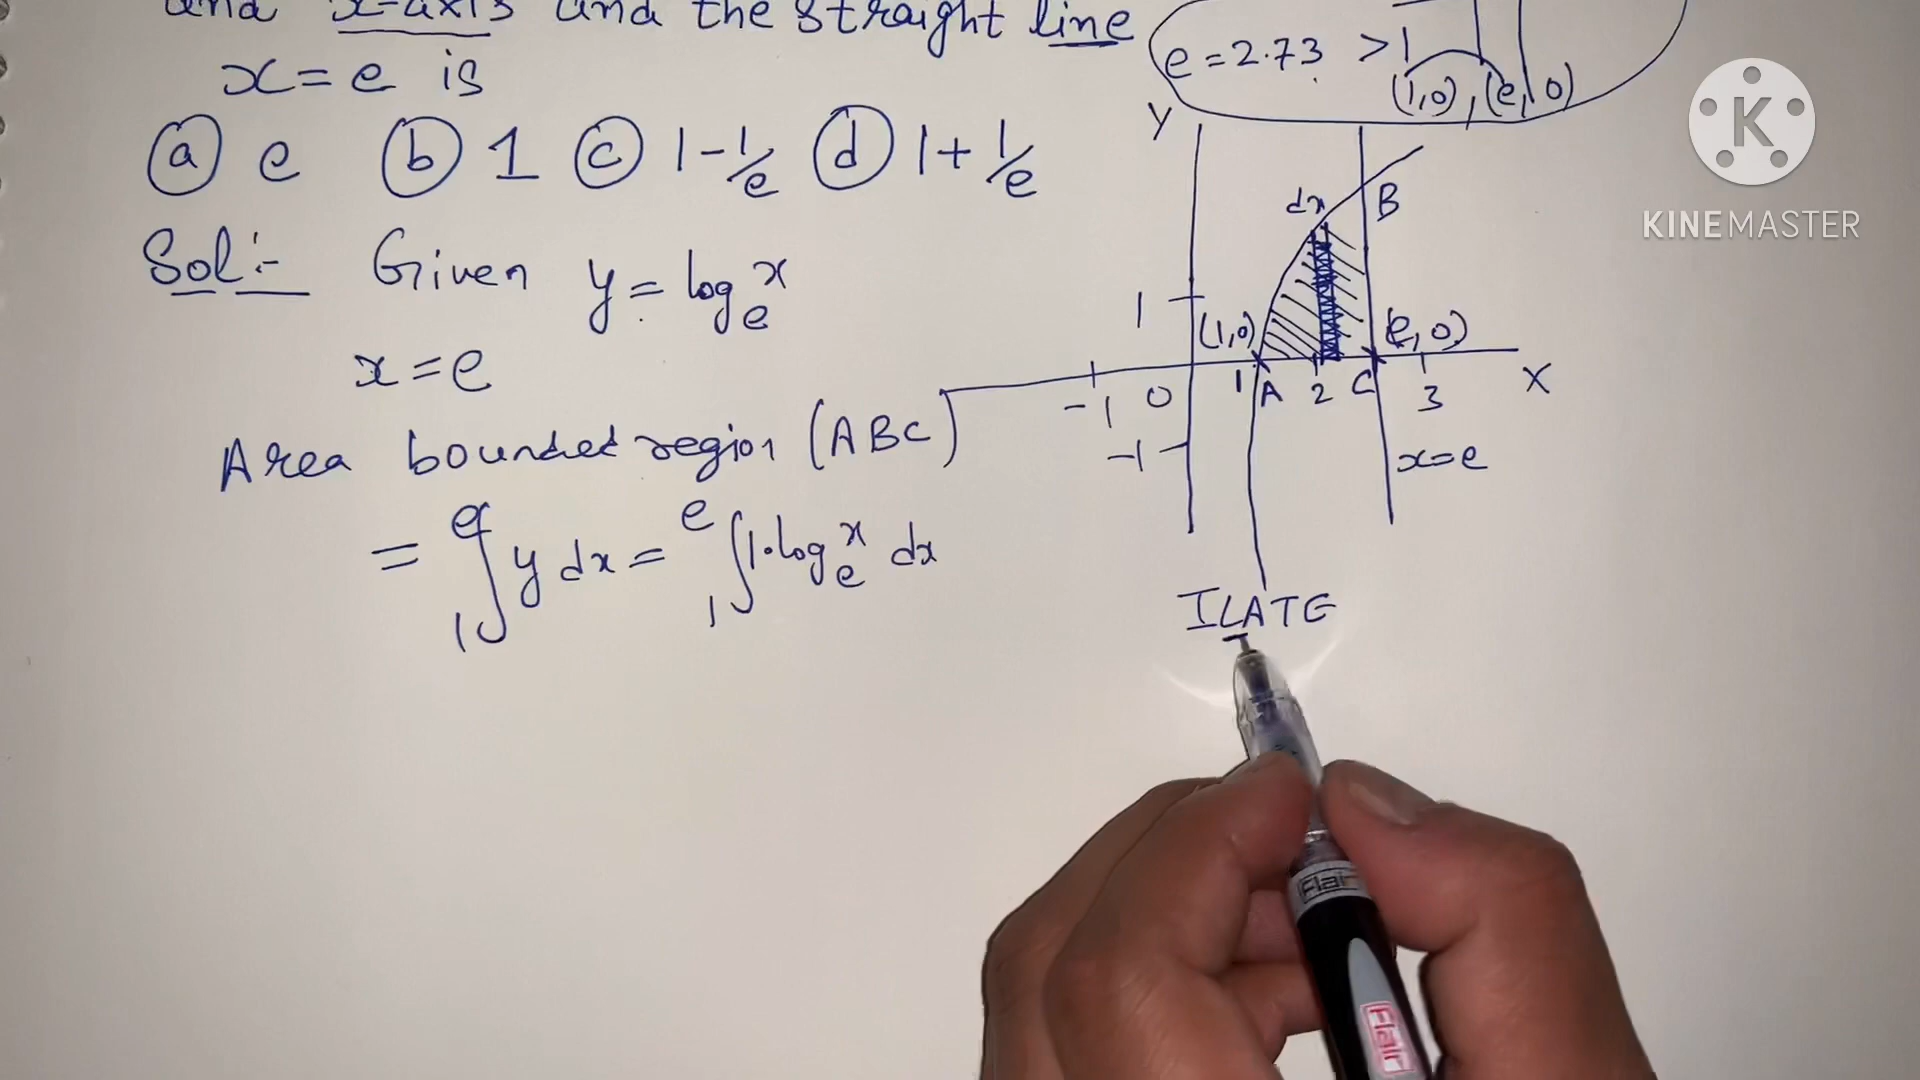 and x-axis and the straight line
x = e is
ⓐ e ⓑ 1 ⓒ 1-1/e ⓓ 1+1/e
Sol:- Given y = log_e^x
x = e
Area bounded region (ABC)
= ∫_1^e y dx = ∫_1^e 1·log_e^x dx
e = 2.73 > 1
(1,0), (e, 0)
Y
dx
B
1
(1,0)
(e, 0)
-1 0 1 A 2 C 3 X
-1
x=e
ILATE
K
KINEMASTER
Flair
Flair